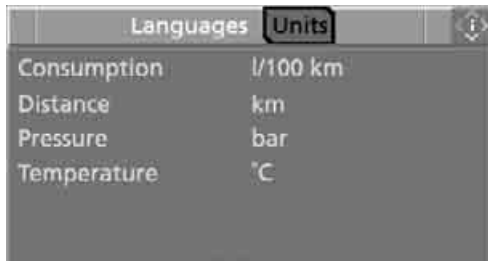 Languages Units
Consumption l/100 km
Distance km
Pressure bar
Temperature °C